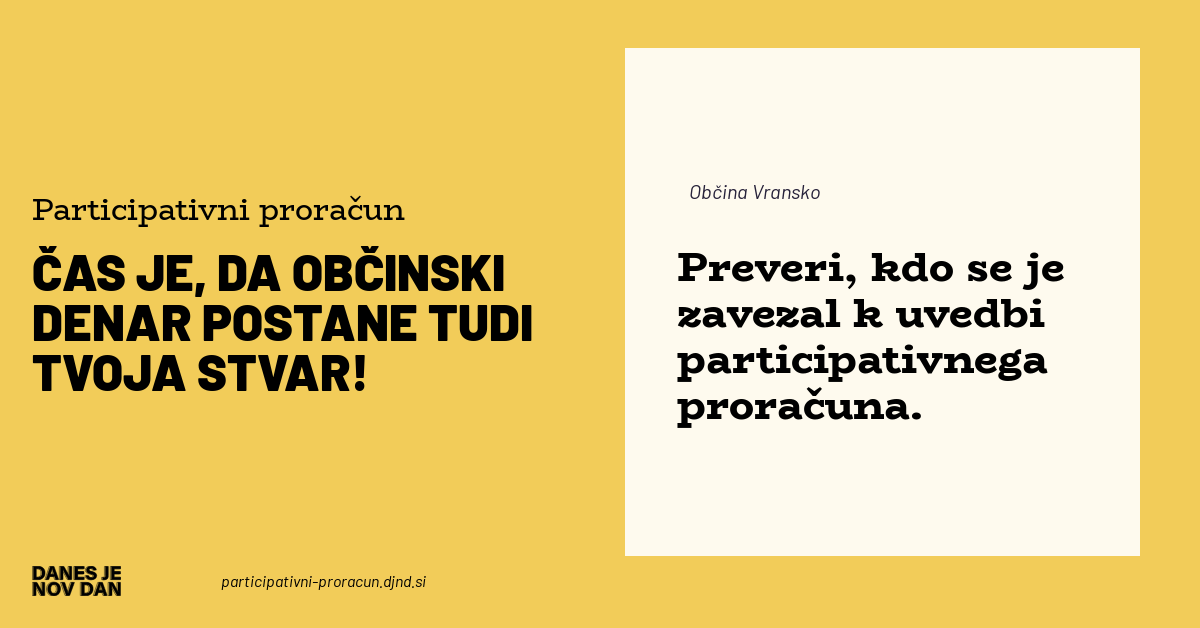 Participativni proračun
ČAS JE, DA OBČINSKI
DENAR POSTANE TUDI
TVOJA STVAR!
DANES JE
NOV DAN
participativni-proracun.djnd.si
Občina Vransko
Preveri, kdo se je
zavezal k uvedbi
participativnega
proračuna.